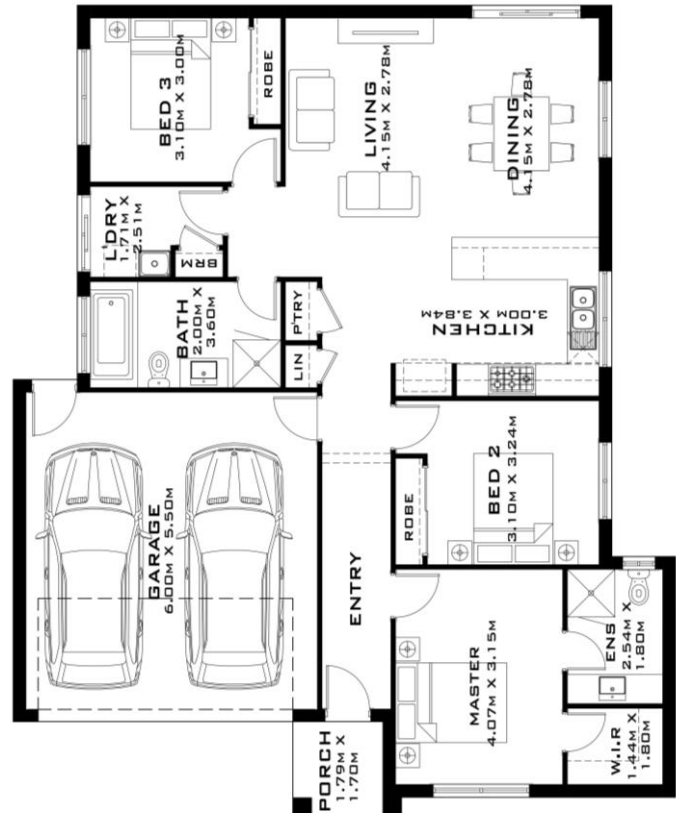 BED 3
3.10M X 3.00M
ROBE
LIVING
4.15M X 2.78M
DINING
4.15M X 2.78M
L'DRY
1.71M X
2.51M
BRM
BATH
2.00M X
3.60M
P'TRY
LIN
KITCHEN
3.00M X 3.84M
GARAGE
6.00M X 5.50M
ENTRY
ROBE
BED 2
3.10M X 3.24M
MASTER
4.07M X 3.15M
ENS
2.54M X
1.80M
W.I.R
1.44M X
1.80M
PORCH
1.79M X
1.70M